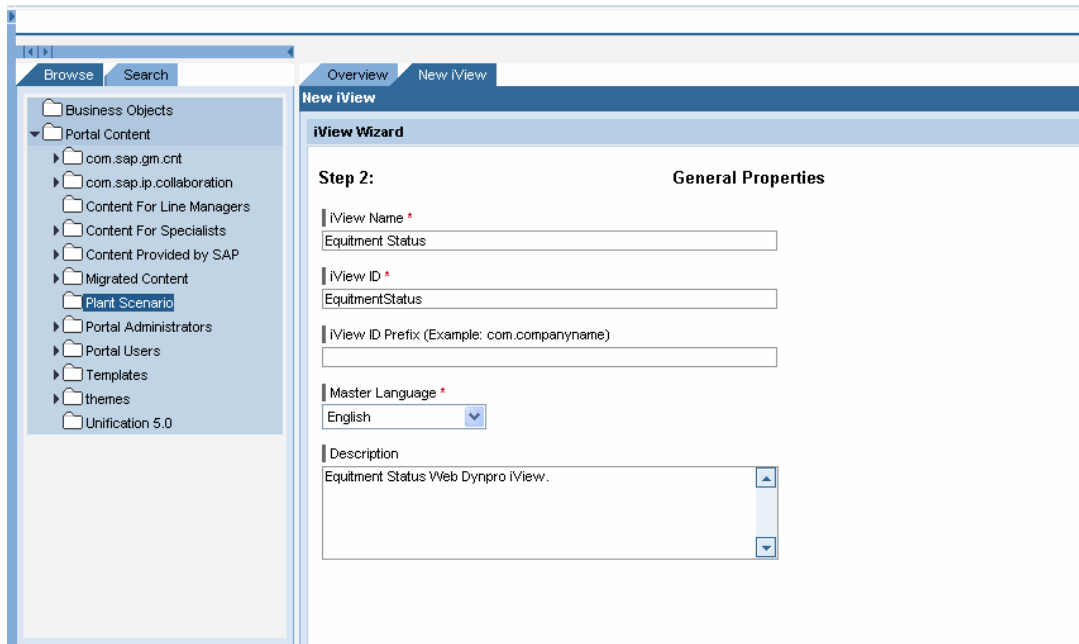 Browse
Search
Business Objects
Portal Content
com.sap.gm.cnt
com.sap.ip.collaboration
Content For Line Managers
Content For Specialists
Content Provided by SAP
Migrated Content
Plant Scenario
Portal Administrators
Portal Users
Templates
themes
Unification 5.0
Overview
New iView
New iView
iView Wizard
Step 2: General Properties
iView Name *
Equitment Status
iView ID *
EquitmentStatus
iView ID Prefix (Example: com.companyname)
Master Language *
English
Description
Equitment Status Web Dynpro iView.